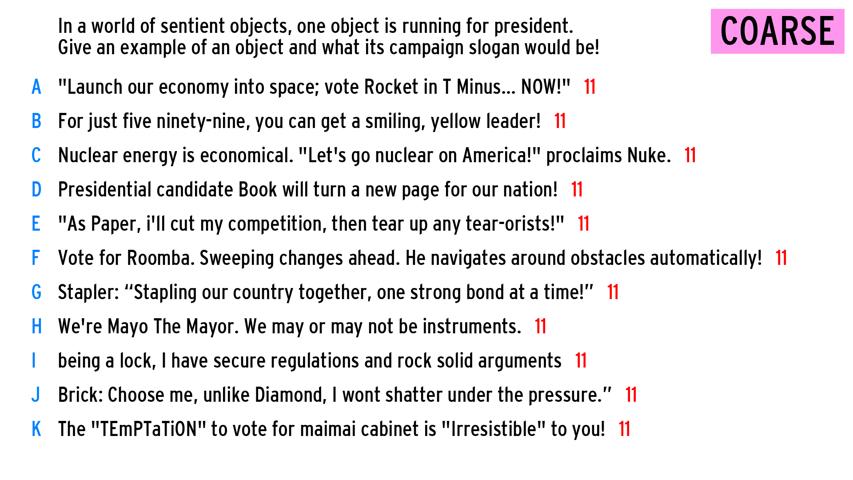 In a world of sentient objects, one object is running for president.
Give an example of an object and what its campaign slogan would be!
COARSE
A "Launch our economy into space; vote Rocket in T Minus... NOW!" 11
B For just five ninety-nine, you can get a smiling, yellow leader! 11
C Nuclear energy is economical. "Let's go nuclear on America!" proclaims Nuke. 11
D Presidential candidate Book will turn a new page for our nation! 11
E "As Paper, i'll cut my competition, then tear up any tear-orists!" 11
F Vote for Roomba. Sweeping changes ahead. He navigates around obstacles automatically! 11
G Stapler: “Stapling our country together, one strong bond at a time!” 11
H We're Mayo The Mayor. We may or may not be instruments. 11
I being a lock, I have secure regulations and rock solid arguments 11
J Brick: Choose me, unlike Diamond, I wont shatter under the pressure.” 11
K The "TEmPTaTiON" to vote for maimai cabinet is "Irresistible" to you! 11